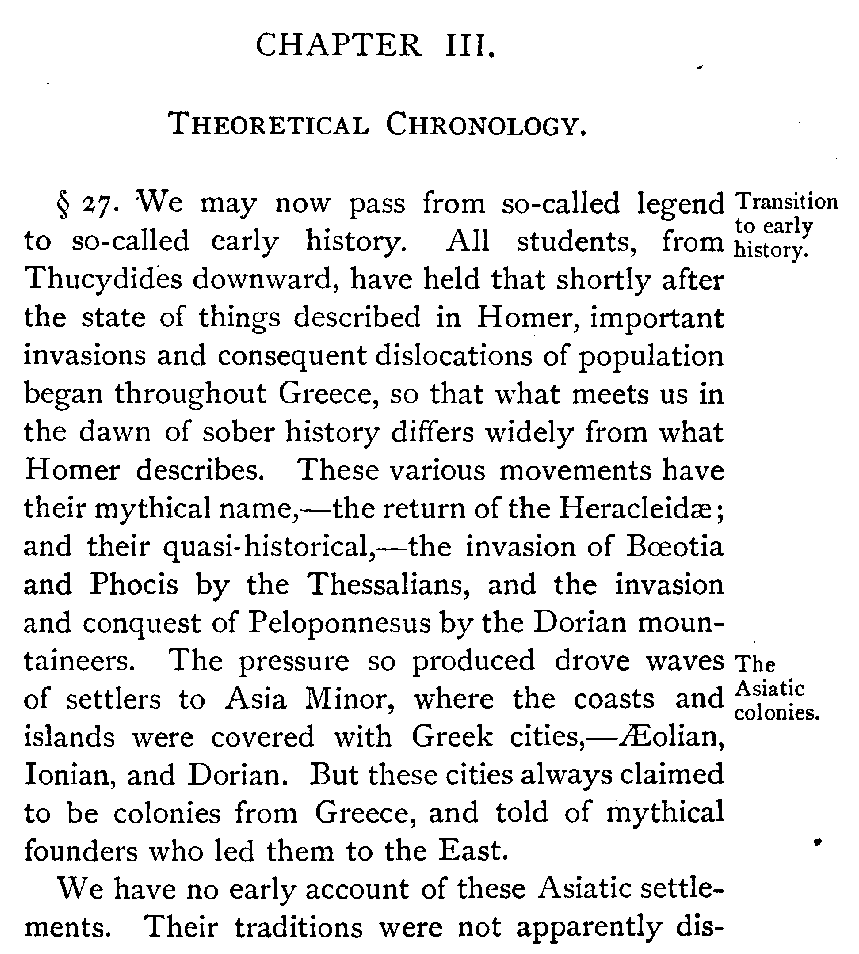 CHAPTER III.
THEORETICAL CHRONOLOGY.
§ 27. We may now pass from so-called legend
to so-called early history. All students, from
Thucydides downward, have held that shortly after
the state of things described in Homer, important
invasions and consequent dislocations of population
began throughout Greece, so that what meets us in
the dawn of sober history differs widely from what
Homer describes. These various movements have
their mythical name,—the return of the Heracleidæ;
and their quasi-historical,—the invasion of Bœotia
and Phocis by the Thessalians, and the invasion
and conquest of Peloponnesus by the Dorian moun-
taineers. The pressure so produced drove waves
of settlers to Asia Minor, where the coasts and
islands were covered with Greek cities,—Æolian,
Ionian, and Dorian. But these cities always claimed
to be colonies from Greece, and told of mythical
founders who led them to the East.
We have no early account of these Asiatic settle-
ments. Their traditions were not apparently dis-
Transition
to early
history.
The
Asiatic
colonies.